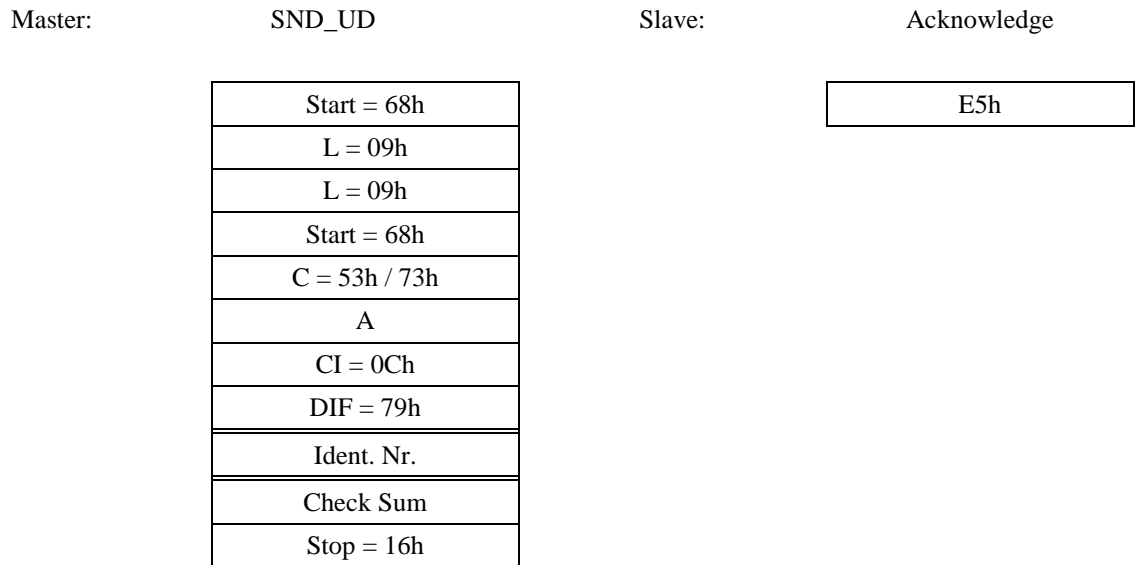 Master: SND_UD Slave: Acknowledge
Start = 68h E5h
L = 09h
L = 09h
Start = 68h
C = 53h / 73h
A
CI = 0Ch
DIF = 79h
Ident. Nr.
Check Sum
Stop = 16h